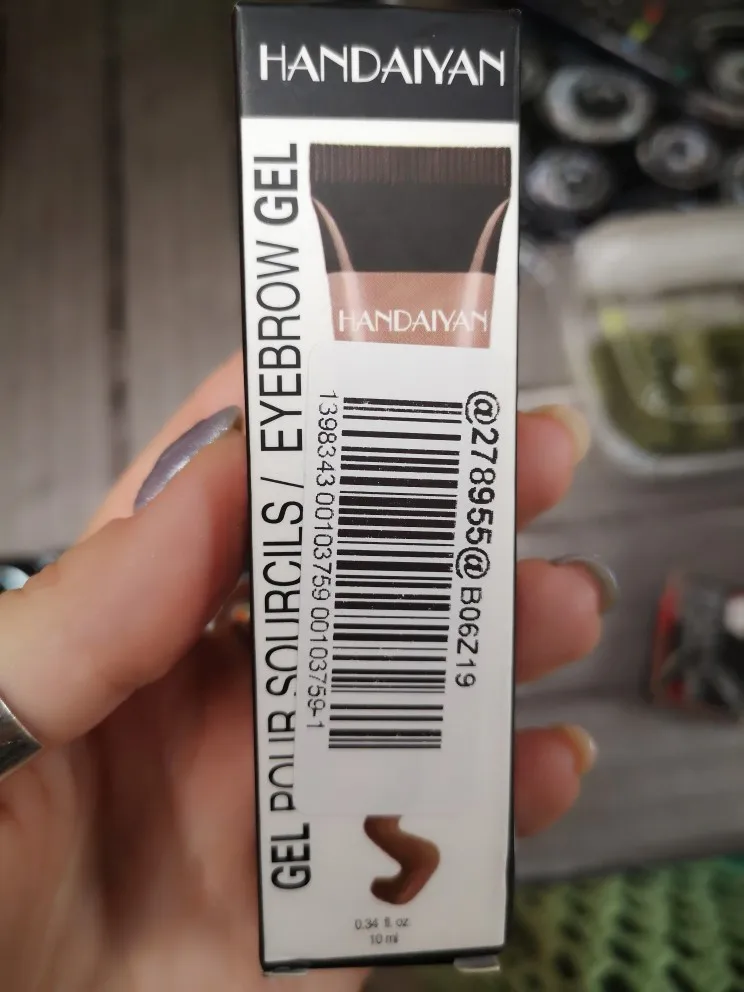 HANDAIYAN
GEL POUR SOURCILS / EYEBROW GEL
HANDAIYAN
@278955@ B06Z19
1398343 00103759 00103759-1
0.34 fl. oz
10 ml